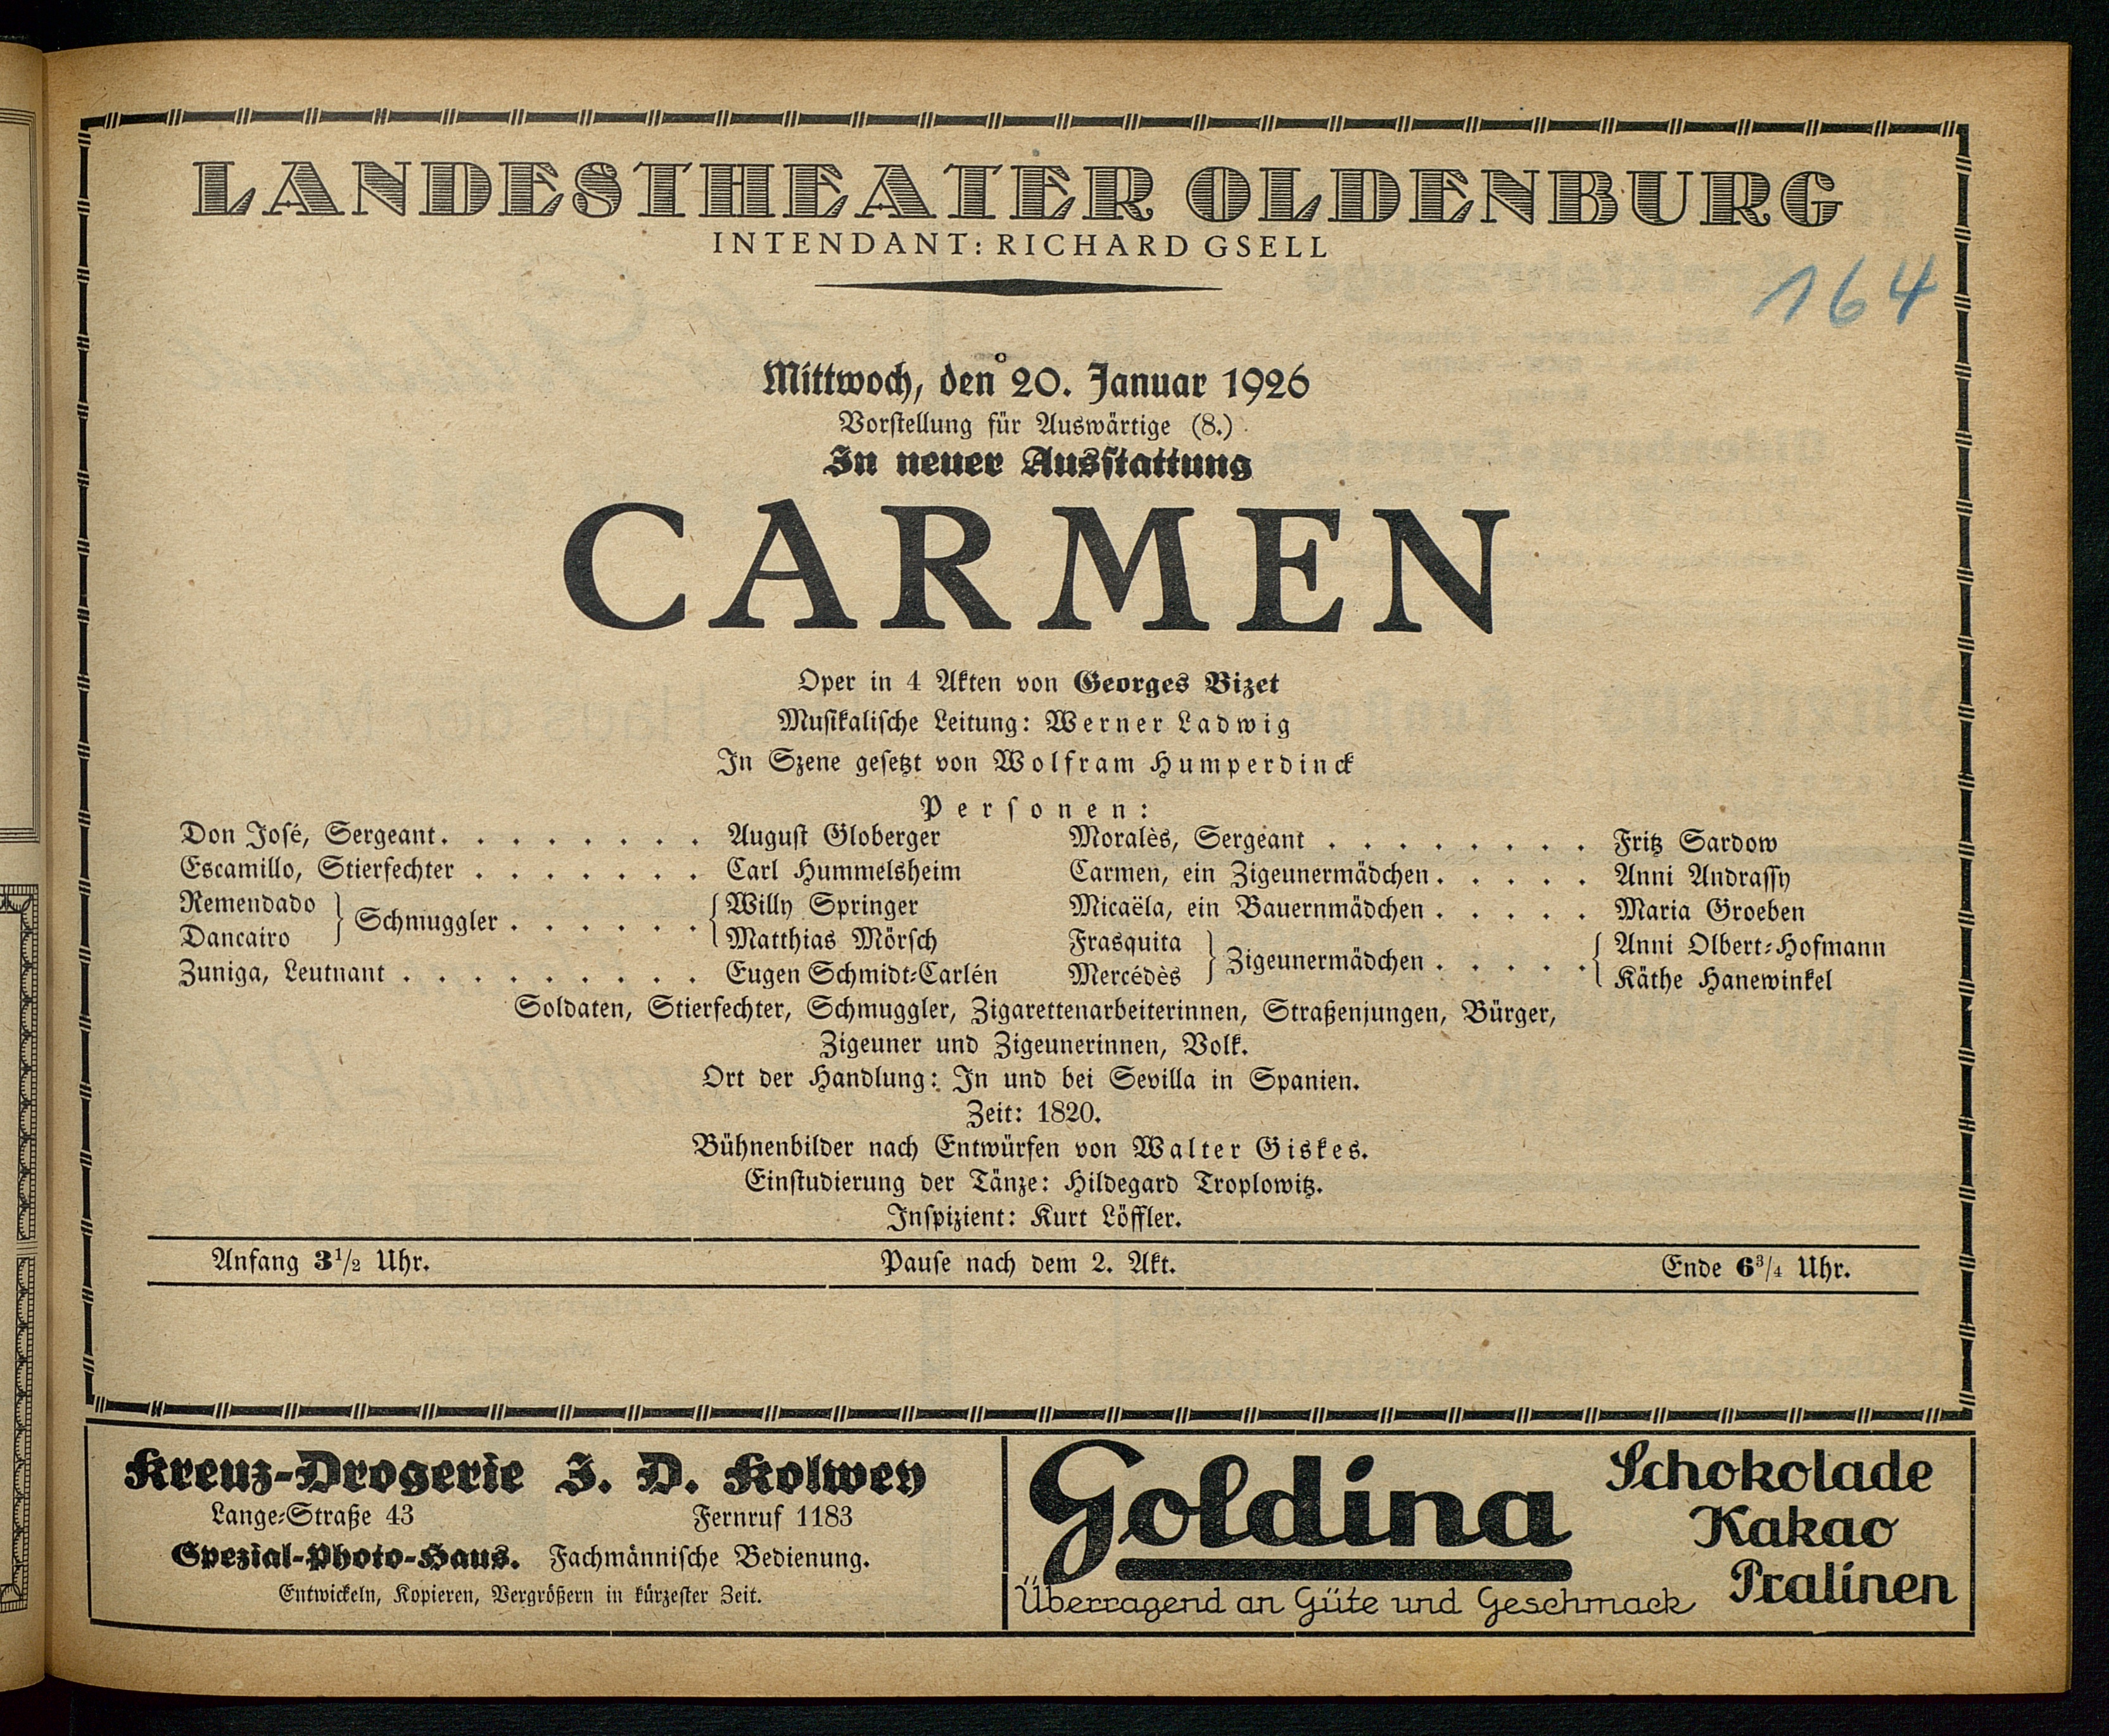 LANDESTHEATER OLDENBURG
INTENDANT: RICHARD GSELL
164
Mittwoch, den 20. Januar 1926
Vorstellung für Auswärtige (8.)
In neuer Ausstattung
CARMEN
Oper in 4 Akten von Georges Bizet
Musikalische Leitung: Werner Ladwig
In Szene gesetzt von Wolfram Humperdinck
Personen:
Don José, Sergeant. . . . . . . . August Globerger
Escamillo, Stierfechter . . . . . . . Carl Hummelsheim
Remendado } Schmuggler . . . . . . { Willy Springer
Dancairo Matthias Mörsch
Zuniga, Leutnant . . . . . . . . . Eugen Schmidt-Carlén
Moralès, Sergeant . . . . . . . . Fritz Sardow
Carmen, ein Zigeunermädchen. . . . . Anni Andrassy
Micaëla, ein Bauernmädchen . . . . . Maria Groeben
Frasquita } Zigeunermädchen . . . . . { Anni Olbert-Hofmann
Mercédès Käthe Hanewinkel
Soldaten, Stierfechter, Schmuggler, Zigarettenarbeiterinnen, Straßenjungen, Bürger,
Zigeuner und Zigeunerinnen, Volk.
Ort der Handlung: In und bei Sevilla in Spanien.
Zeit: 1820.
Bühnenbilder nach Entwürfen von Walter Giskes.
Einstudierung der Tänze: Hildegard Troplowitz.
Inspizient: Kurt Löffler.
Anfang 3 1/2 Uhr. Pause nach dem 2. Akt. Ende 6 3/4 Uhr.
Kreuz-Drogerie J. D. Kolwey
Lange-Straße 43 Fernruf 1183
Spezial-Photo-Haus. Fachmännische Bedienung.
Entwickeln, Kopieren, Vergrößern in kürzester Zeit.
Goldina
Schokolade
Kakao
Pralinen
Überragend an Güte und Geschmack